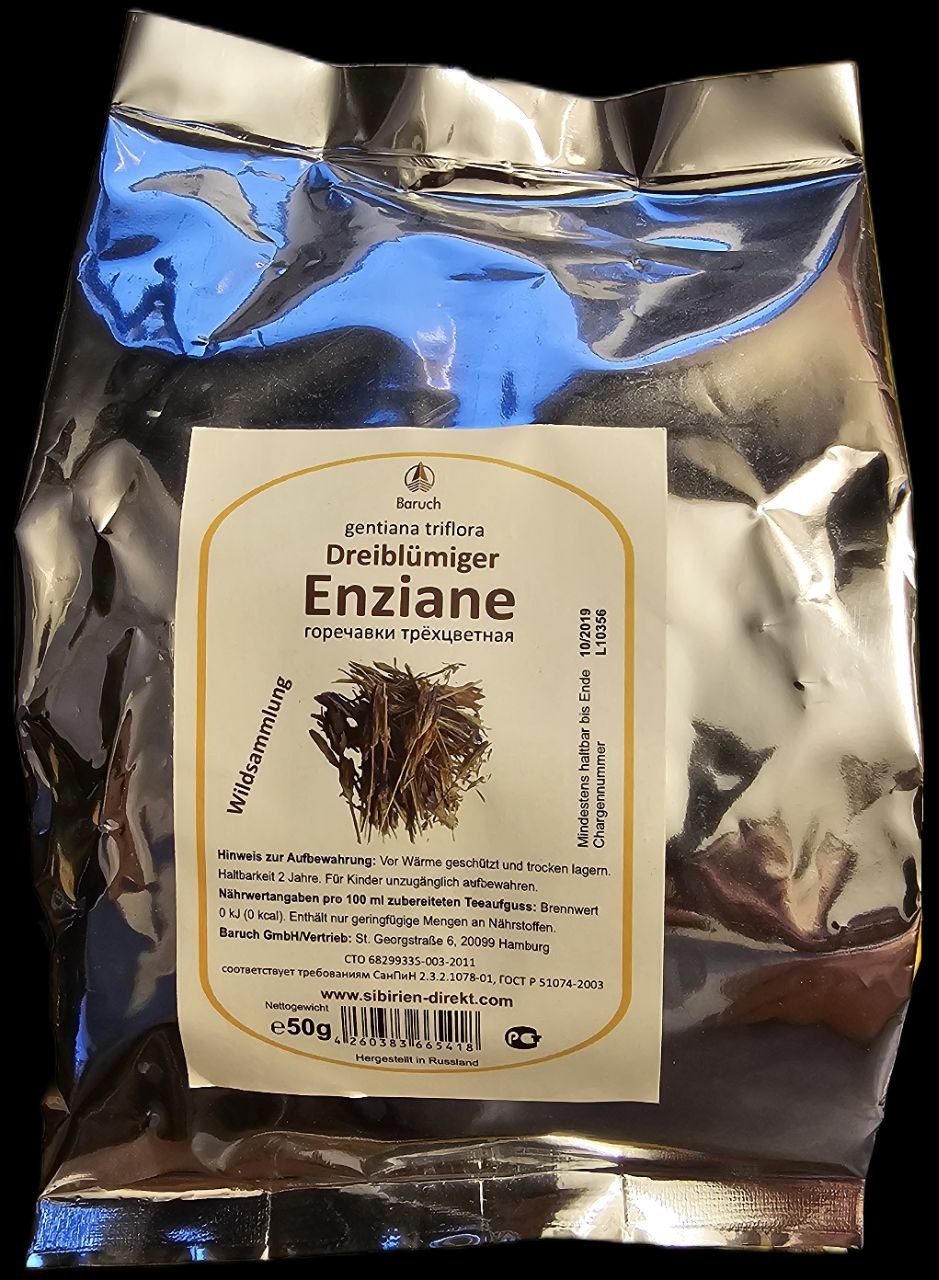 Baruch
gentiana triflora
Dreiblümiger
Enziane
горечавки трёхцветная
Wildsammlung
Mindestens haltbar bis Ende 10/2019
Chargennummer L10356
Hinweis zur Aufbewahrung: Vor Wärme geschützt und trocken lagern.
Haltbarkeit 2 Jahre. Für Kinder unzugänglich aufbewahren.
Nährwertangaben pro 100 ml zubereiteten Teeaufguss: Brennwert
0 kJ (0 kcal). Enthält nur geringfügige Mengen an Nährstoffen.
Baruch GmbH/Vertrieb: St. Georgstraße 6, 20099 Hamburg
СТО 68299335-003-2011
соответствует требованиям СанПиН 2.3.2.1078-01, ГОСТ Р 51074-2003
www.sibirien-direkt.com
Nettogewicht
℮50g
4 260383 665418
РСТ
Hergestellt in Russland